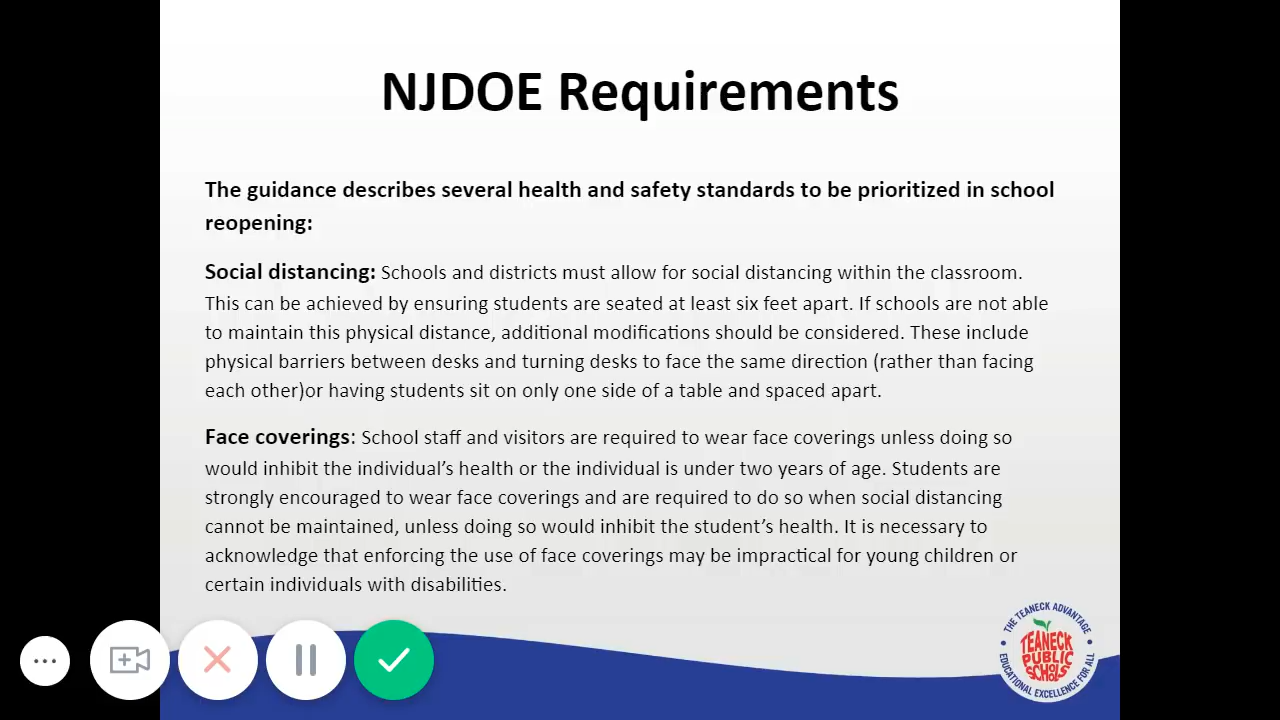 NJDOE Requirements
The guidance describes several health and safety standards to be prioritized in school
reopening:
Social distancing: Schools and districts must allow for social distancing within the classroom.
This can be achieved by ensuring students are seated at least six feet apart. If schools are not able
to maintain this physical distance, additional modifications should be considered. These include
physical barriers between desks and turning desks to face the same direction (rather than facing
each other)or having students sit on only one side of a table and spaced apart.
Face coverings: School staff and visitors are required to wear face coverings unless doing so
would inhibit the individual’s health or the individual is under two years of age. Students are
strongly encouraged to wear face coverings and are required to do so when social distancing
cannot be maintained, unless doing so would inhibit the student’s health. It is necessary to
acknowledge that enforcing the use of face coverings may be impractical for young children or
certain individuals with disabilities.
• THE TEANECK ADVANTAGE •
TEANECK
PUBLIC
SCHOOLS
EDUCATIONAL EXCELLENCE FOR ALL